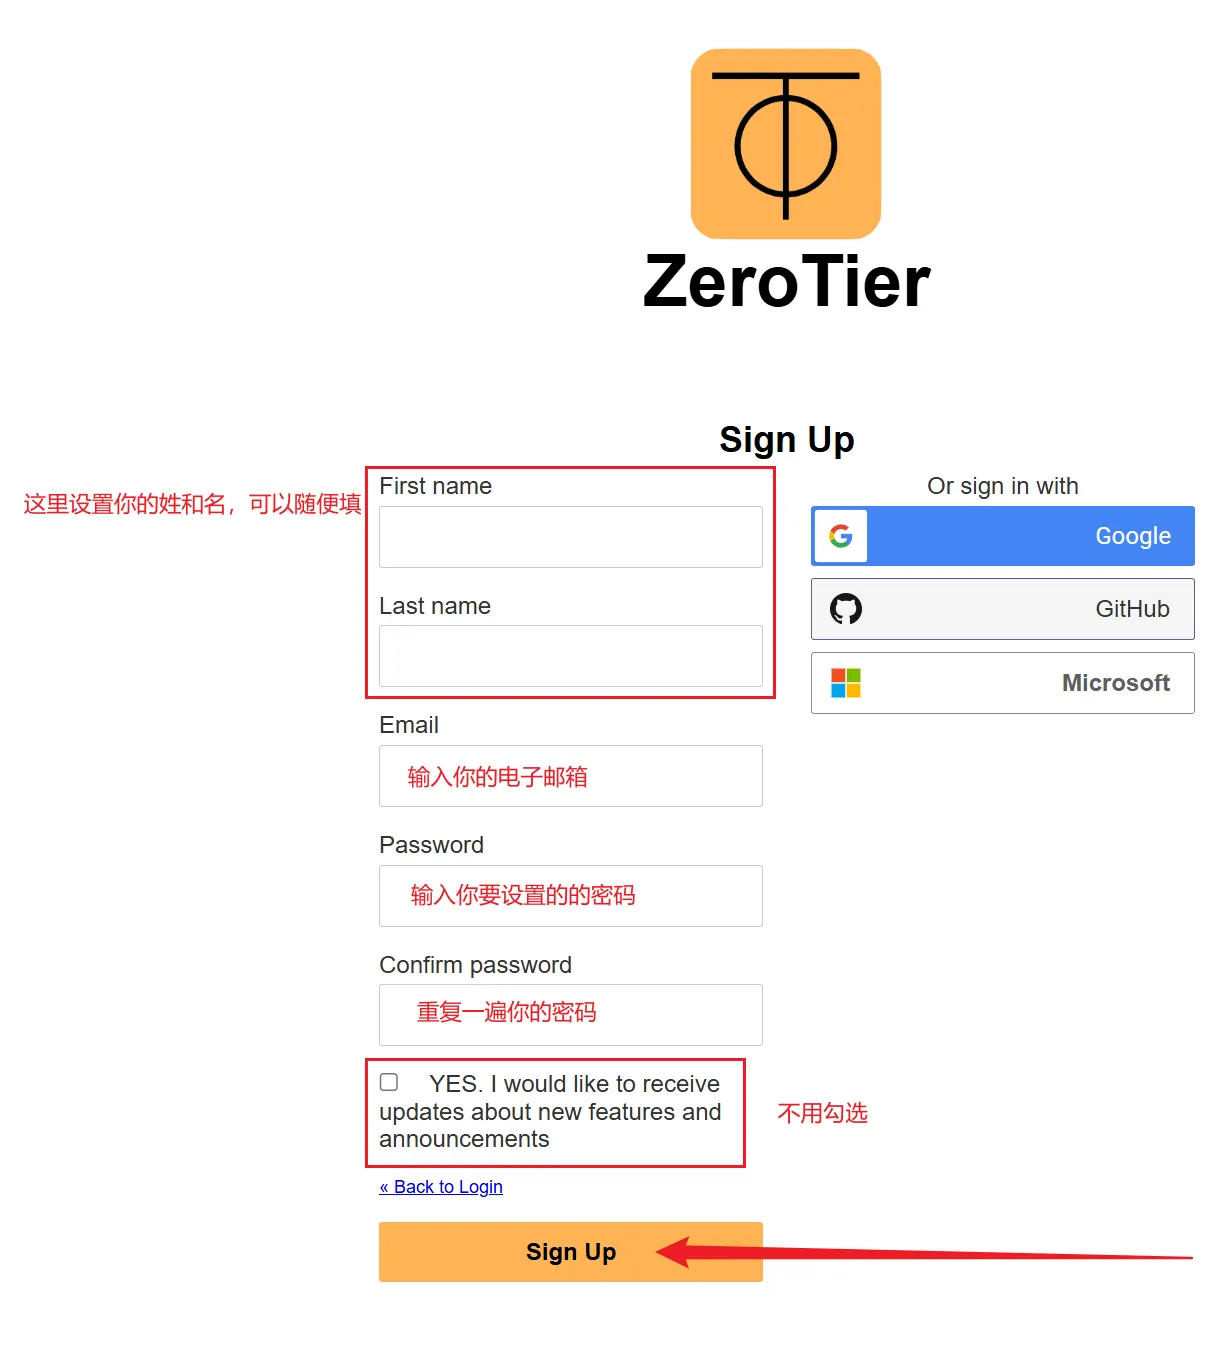 ZeroTier
Sign Up
这里设置你的姓和名，可以随便填
First name
Last name
Or sign in with
Google
GitHub
Microsoft
Email
输入你的电子邮箱
Password
输入你要设置的的密码
Confirm password
重复一遍你的密码
YES. I would like to receive
updates about new features and
announcements
不用勾选
« Back to Login
Sign Up